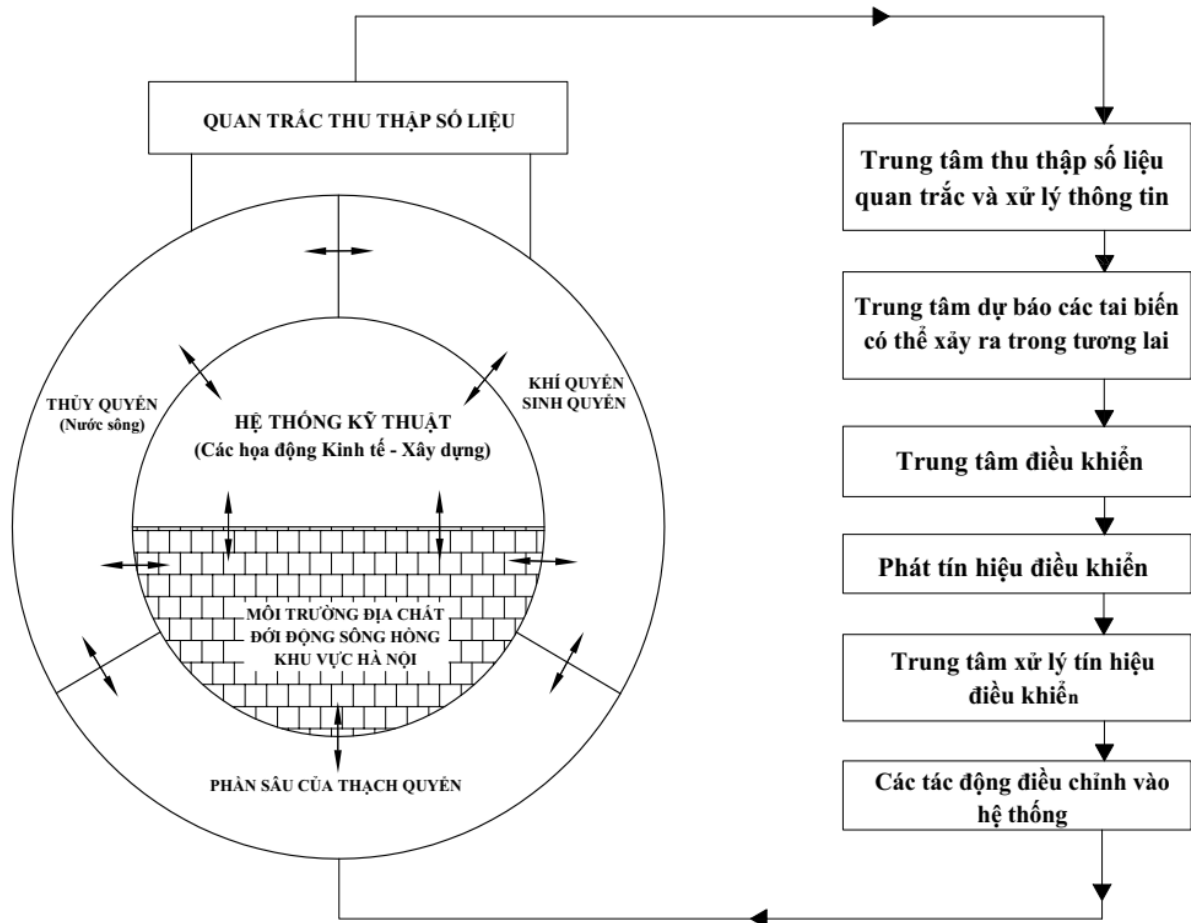 QUAN TRẮC THU THẬP SỐ LIỆU
THỦY QUYỂN
(Nước sông)
KHÍ QUYỂN
SINH QUYỂN
HỆ THỐNG KỸ THUẬT
(Các họa động Kinh tế - Xây dựng)
MÔI TRƯỜNG ĐỊA CHẤT
ĐỚI ĐỘNG SÔNG HỒNG
KHU VỰC HÀ NỘI
PHẦN SÂU CỦA THẠCH QUYỂN
Trung tâm thu thập số liệu
quan trắc và xử lý thông tin
Trung tâm dự báo các tai biến
có thể xảy ra trong tương lai
Trung tâm điều khiển
Phát tín hiệu điều khiển
Trung tâm xử lý tín hiệu
điều khiển
Các tác động điều chỉnh vào
hệ thống